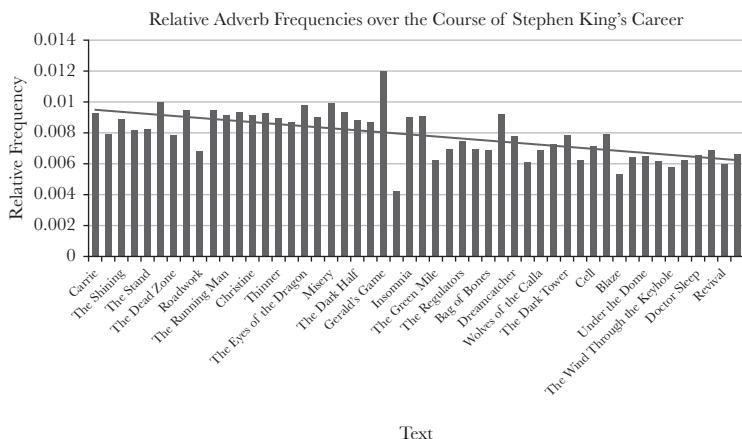 Relative Adverb Frequencies over the Course of Stephen King’s Career
Relative Frequency
0.014
0.012
0.01
0.008
0.006
0.004
0.002
0
Carrie
The Shining
The Stand
The Dead Zone
Roadwork
The Running Man
Christine
Thinner
The Eyes of the Dragon
Misery
The Dark Half
Gerald’s Game
Insomnia
The Green Mile
The Regulators
Bag of Bones
Dreamcatcher
Wolves of the Calla
The Dark Tower
Cell
Blaze
Under the Dome
The Wind Through the Keyhole
Doctor Sleep
Revival
Text